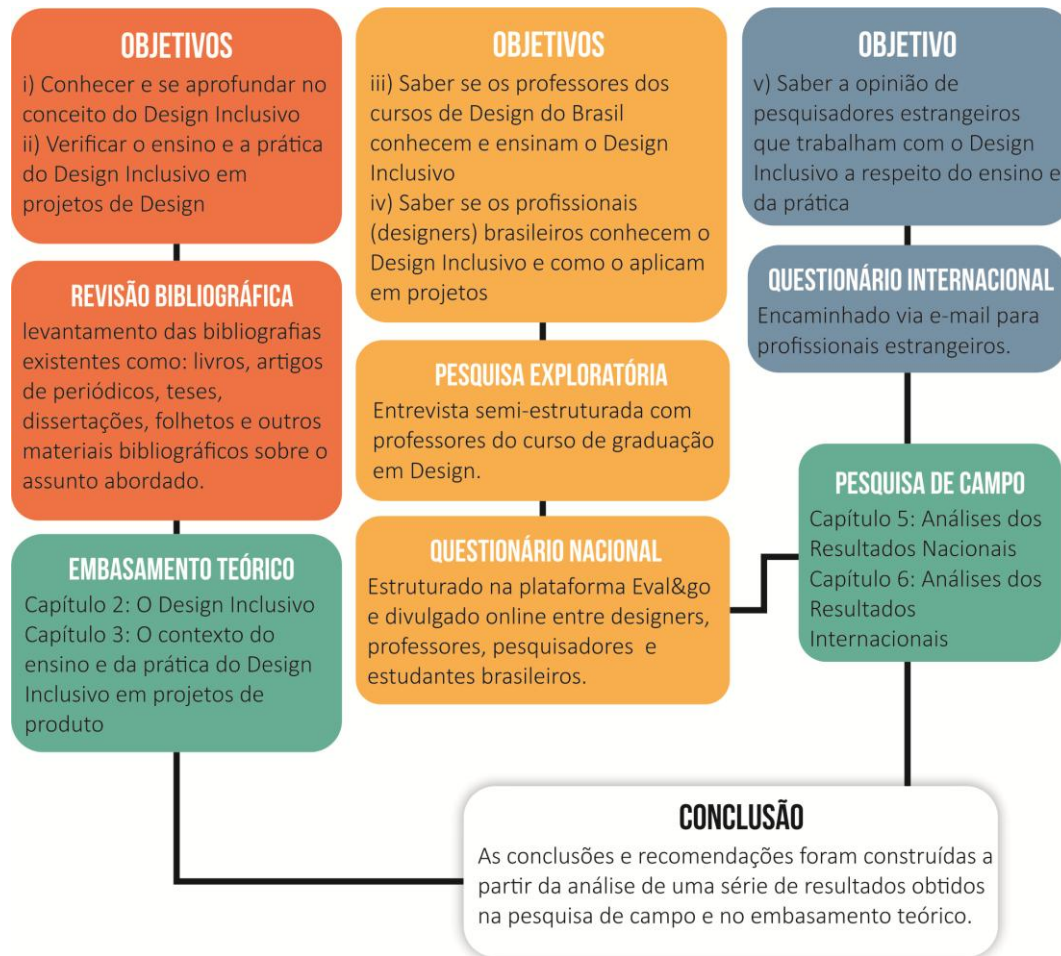 OBJETIVOS
i) Conhecer e se aprofundar no
conceito do Design Inclusivo
ii) Verificar o ensino e a prática
do Design Inclusivo em
projetos de Design
REVISÃO BIBLIOGRÁFICA
levantamento das bibliografias
existentes como: livros, artigos
de periódicos, teses,
dissertações, folhetos e outros
materiais bibliográficos sobre o
assunto abordado.
EMBASAMENTO TEÓRICO
Capítulo 2: O Design Inclusivo
Capítulo 3: O contexto do
ensino e da prática do Design
Inclusivo em projetos de
produto
OBJETIVOS
iii) Saber se os professores dos
cursos de Design do Brasil
conhecem e ensinam o Design
Inclusivo
iv) Saber se os profissionais
(designers) brasileiros conhecem o
Design Inclusivo e como o aplicam
em projetos
PESQUISA EXPLORATÓRIA
Entrevista semi-estruturada com
professores do curso de graduação
em Design.
QUESTIONÁRIO NACIONAL
Estruturado na plataforma Eval&go
e divulgado online entre designers,
professores, pesquisadores e
estudantes brasileiros.
OBJETIVO
v) Saber a opinião de
pesquisadores estrangeiros
que trabalham com o Design
Inclusivo a respeito do ensino e
da prática
QUESTIONÁRIO INTERNACIONAL
Encaminhado via e-mail para
profissionais estrangeiros.
PESQUISA DE CAMPO
Capítulo 5: Análises dos
Resultados Nacionais
Capítulo 6: Análises dos
Resultados
Internacionais
CONCLUSÃO
As conclusões e recomendações foram construídas a
partir da análise de uma série de resultados obtidos
na pesquisa de campo e no embasamento teórico.